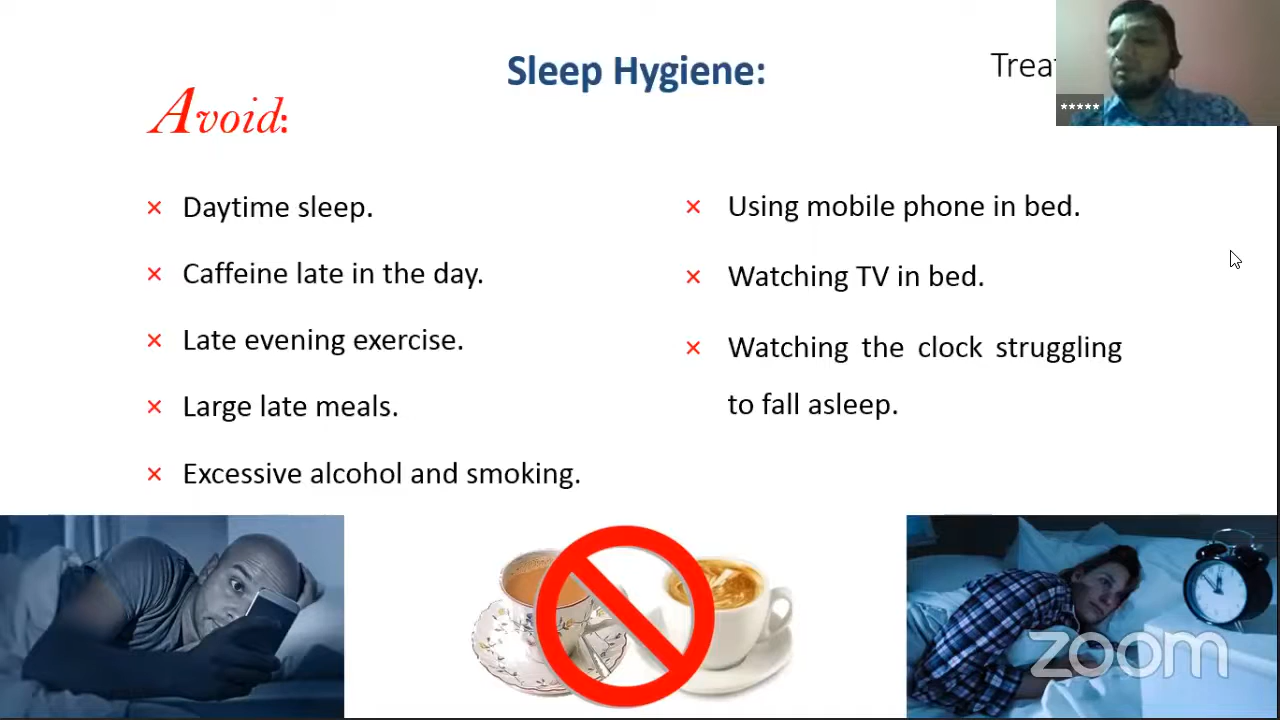 Sleep Hygiene:
Avoid:
× Daytime sleep.
× Caffeine late in the day.
× Late evening exercise.
× Large late meals.
× Excessive alcohol and smoking.
× Using mobile phone in bed.
× Watching TV in bed.
× Watching the clock struggling
to fall asleep.
Treat
*****
zoom